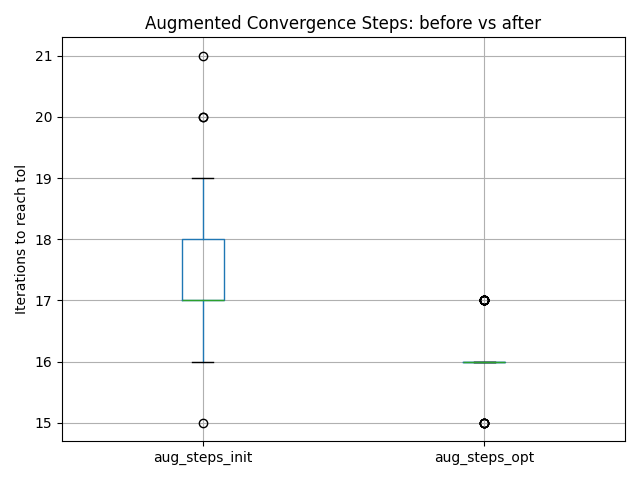 Augmented Convergence Steps: before vs after
Iterations to reach tol
21
20
19
18
17
16
15
aug_steps_init
aug_steps_opt